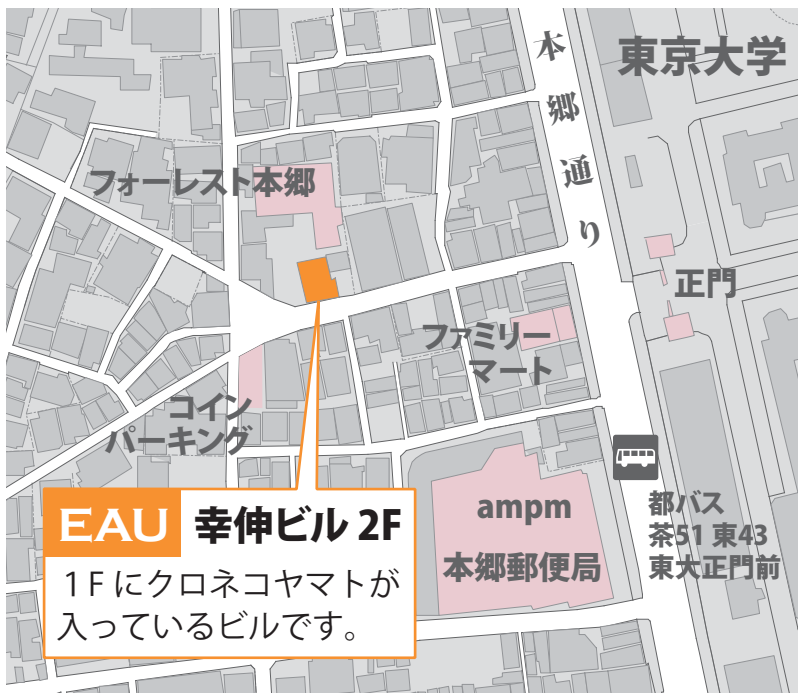 東京大学
本郷通り
フォーレスト本郷
正門
ファミリー
マート
コイン
パーキング
ampm
本郷郵便局
都バス
茶51 東43
東大正門前
EAU 幸伸ビル 2F
1Fにクロネコヤマトが
入っているビルです。